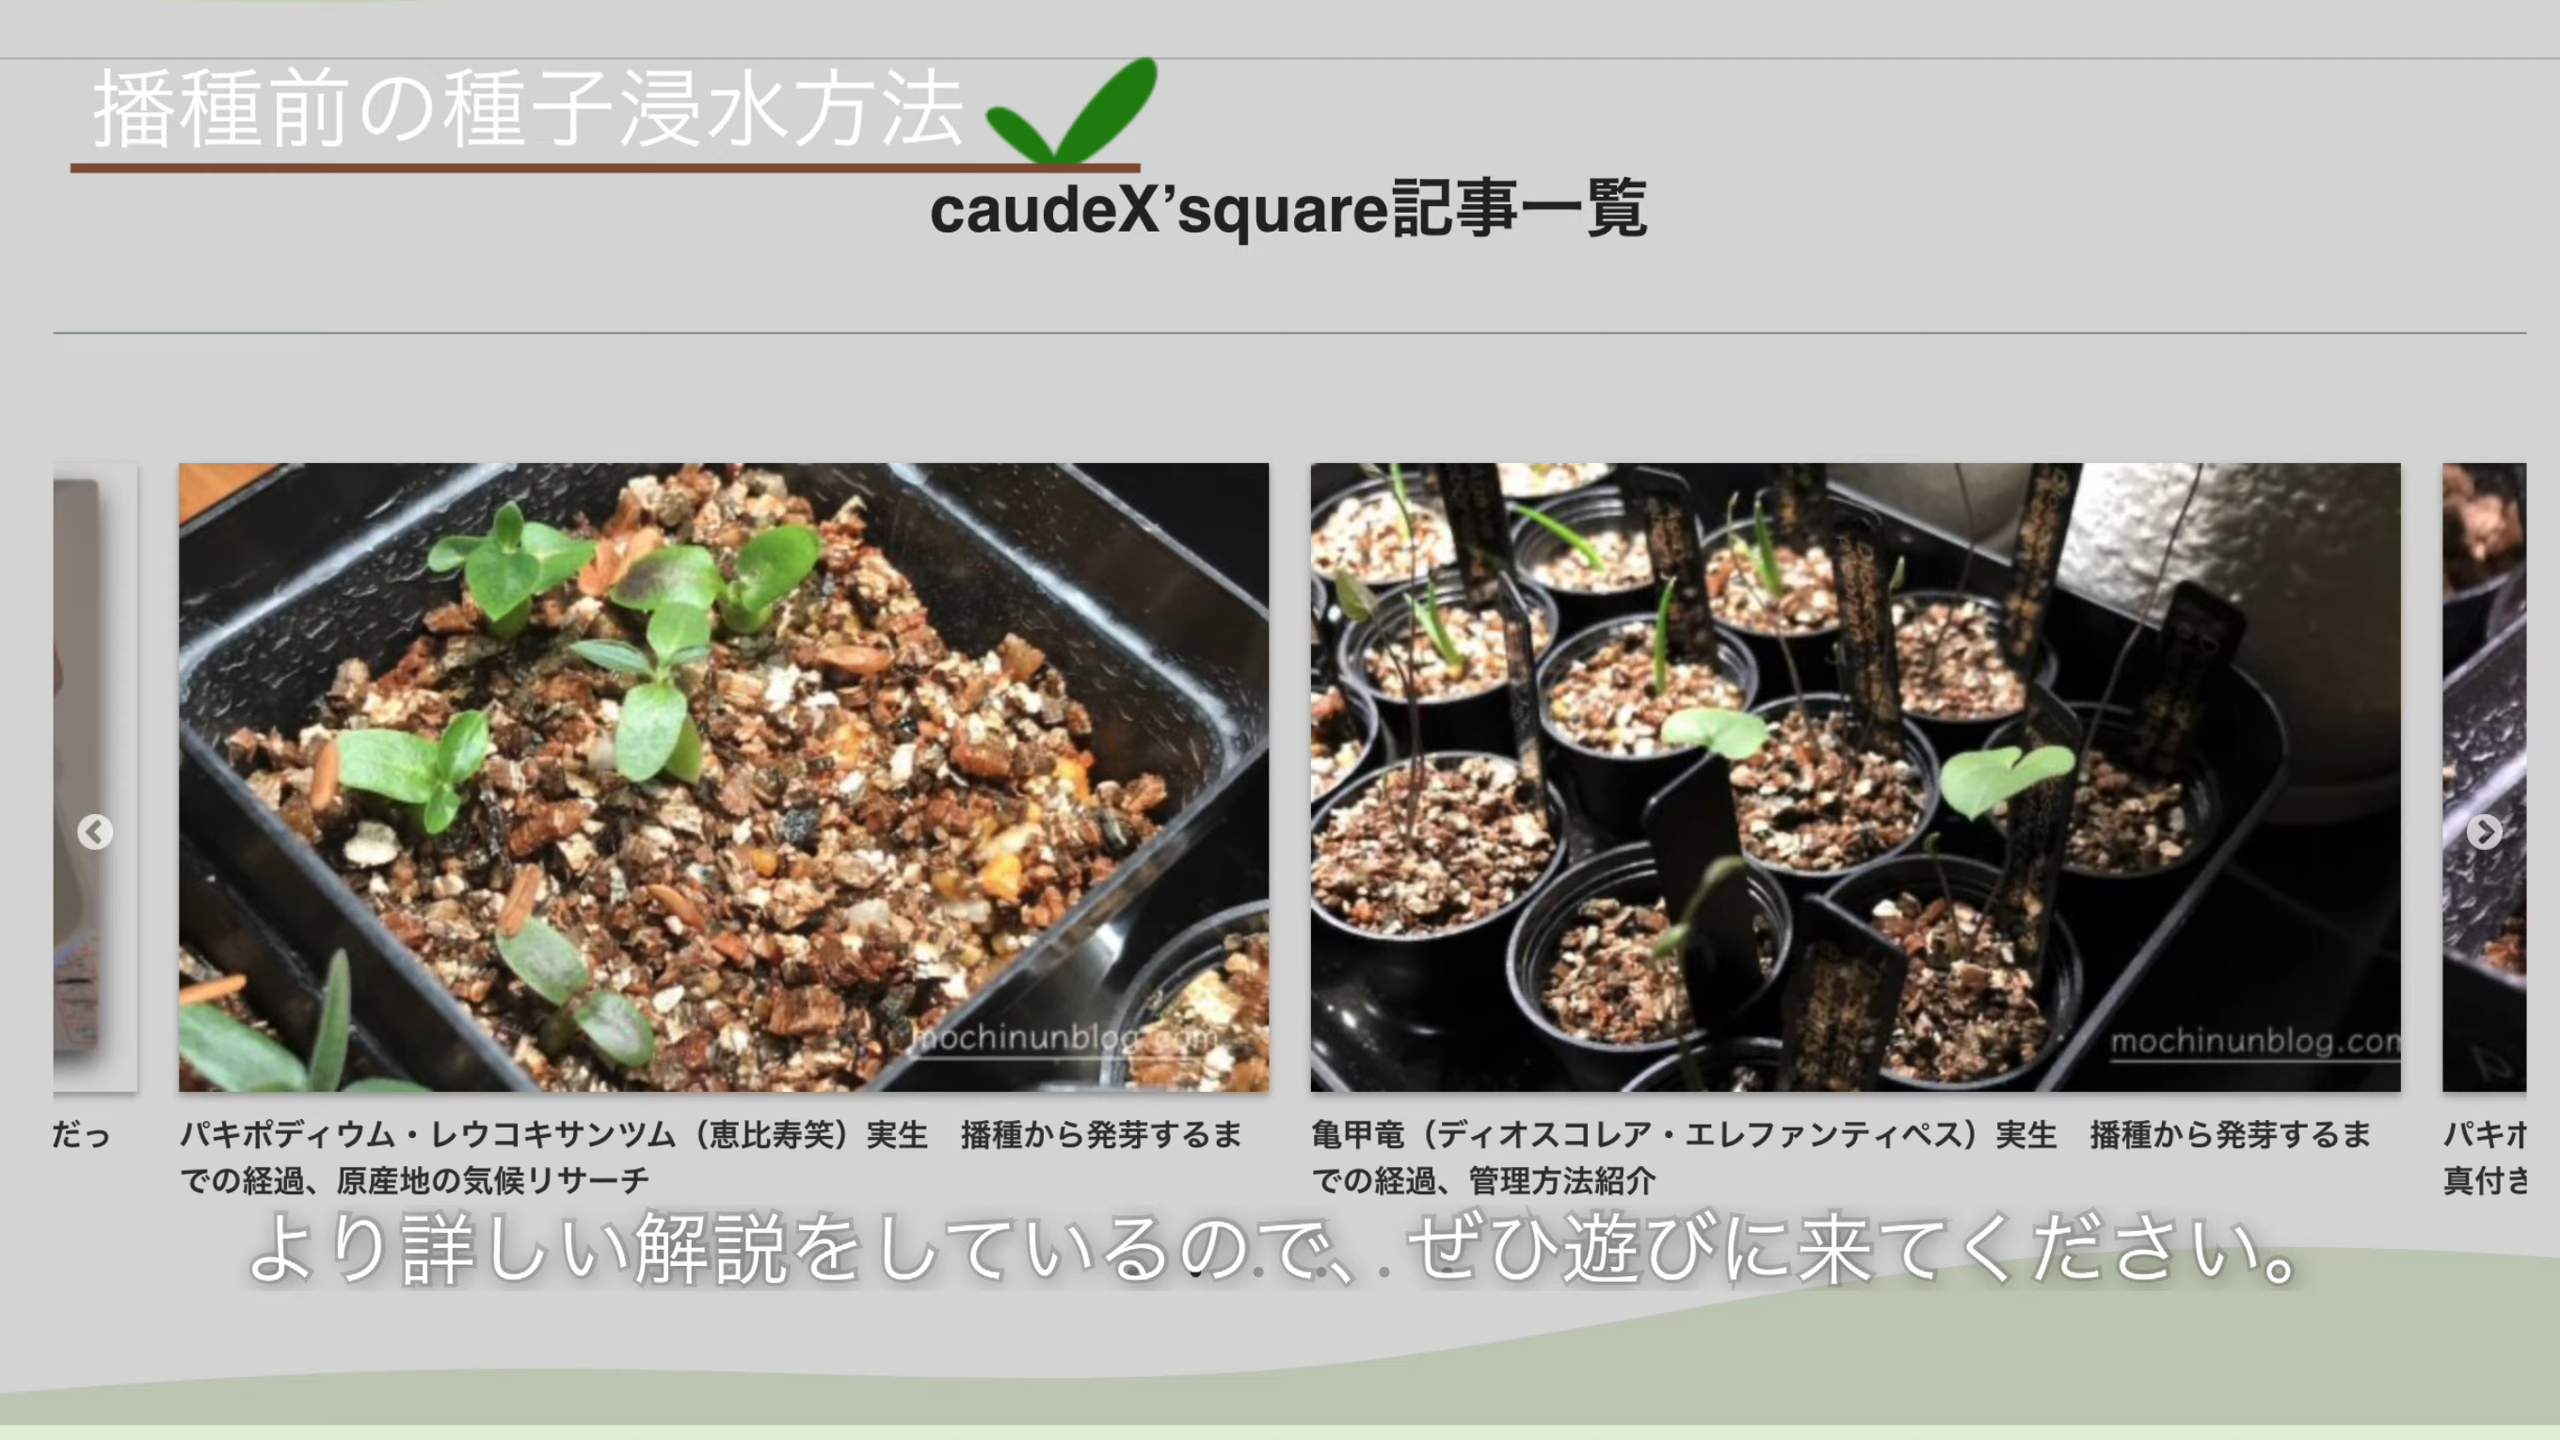 播種前の種子浸水方法
caudeX’square記事一覧
mochinunblog.com
mochinunblog.com
だっ
パキポディウム・レウコキサンツム（恵比寿笑）実生　播種から発芽するま
での経過、原産地の気候リサーチ
亀甲竜（ディオスコレア・エレファンティペス）実生　播種から発芽するま
での経過、管理方法紹介
パキポ
真付き
より詳しい解説をしているので、ぜひ遊びに来てください。